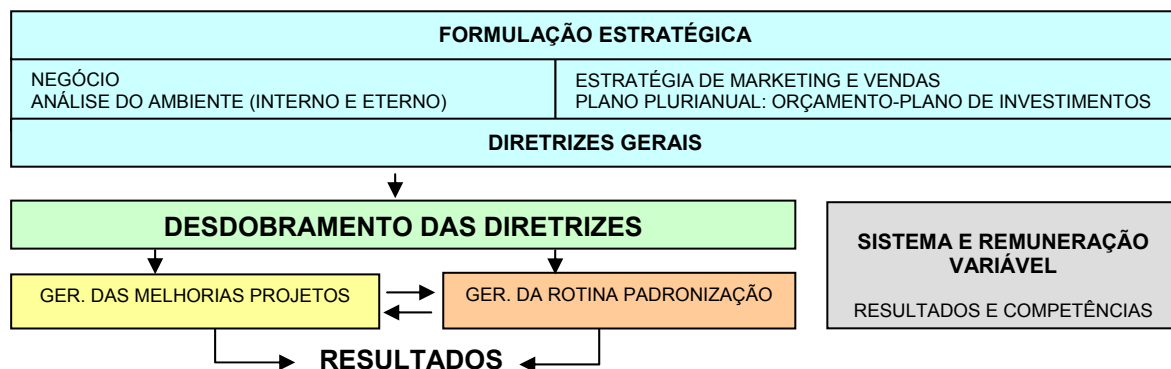 FORMULAÇÃO ESTRATÉGICA
NEGÓCIO
ANÁLISE DO AMBIENTE (INTERNO E ETERNO)
ESTRATÉGIA DE MARKETING E VENDAS
PLANO PLURIANUAL: ORÇAMENTO-PLANO DE INVESTIMENTOS
DIRETRIZES GERAIS
DESDOBRAMENTO DAS DIRETRIZES
GER. DAS MELHORIAS PROJETOS
GER. DA ROTINA PADRONIZAÇÃO
RESULTADOS
SISTEMA E REMUNERAÇÃO
VARIÁVEL
RESULTADOS E COMPETÊNCIAS